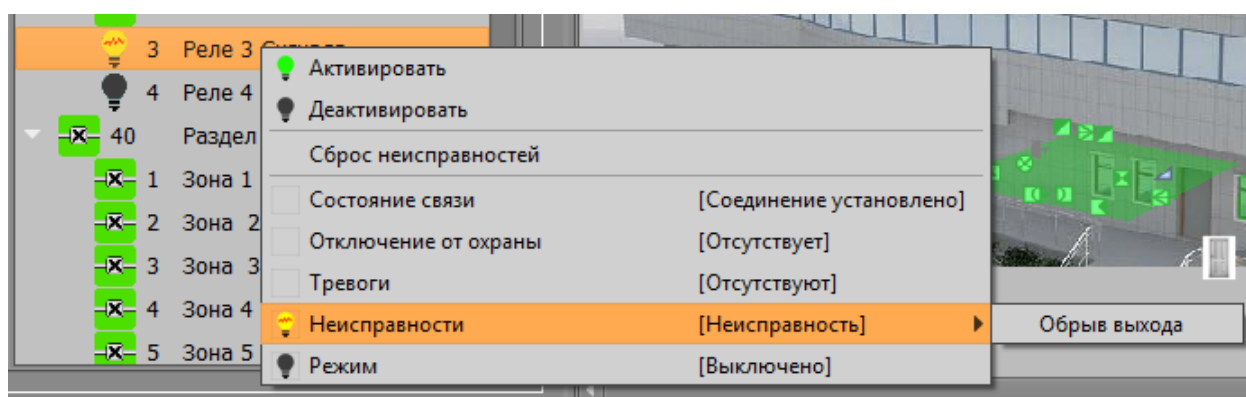 3 Реле 3
4 Реле 4
40 Раздел
1 Зона 1
2 Зона 2
3 Зона 3
4 Зона 4
5 Зона 5
Активировать
Деактивировать
Сброс неисправностей
Состояние связи [Соединение установлено]
Отключение от охраны [Отсутствует]
Тревоги [Отсутствуют]
Неисправности [Неисправность]
Режим [Выключено]
Обрыв выхода